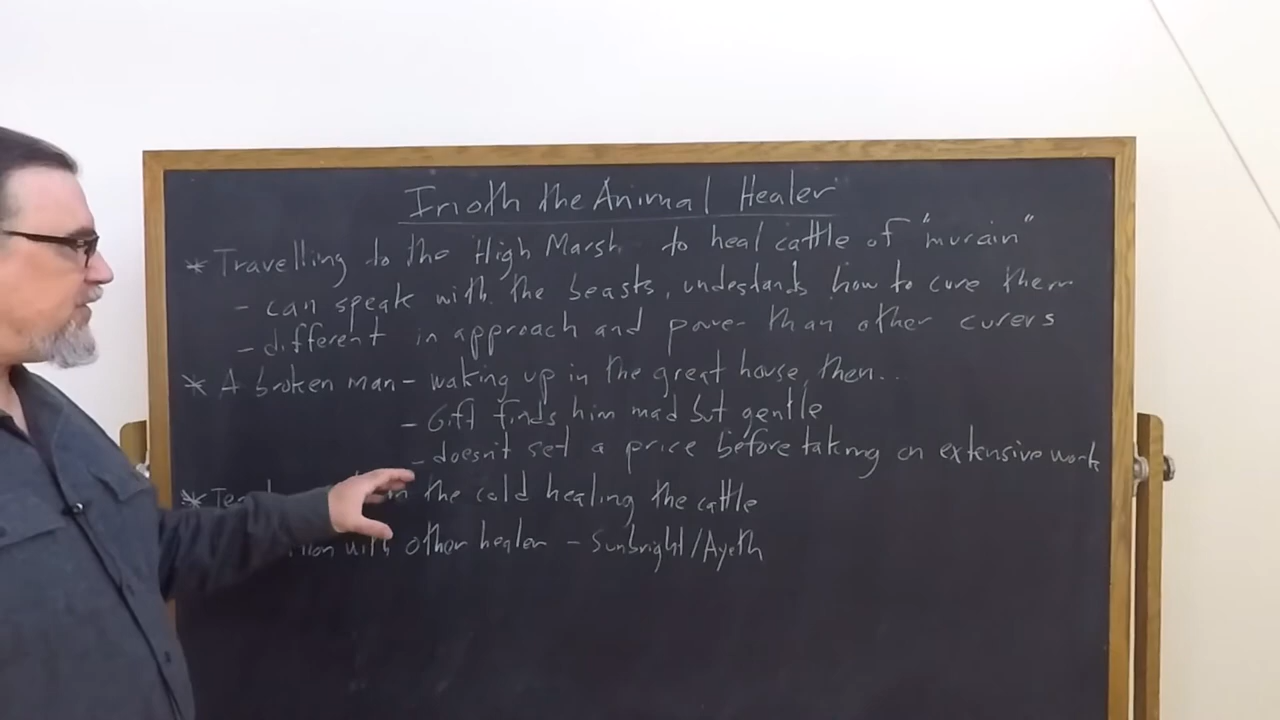 Irioth the Animal Healer
* Travelling to the High Marsh to heal cattle of "murain"
- can speak with the beasts, undestands how to cure them
- different in approach and power than other curers
* A broken man - waking up in the great house, then...
- Gift finds him mad but gentle
- doesn't set a price before taking on extensive work
* in the cold healing the cattle
with other healer - Sunbright/Ayeth